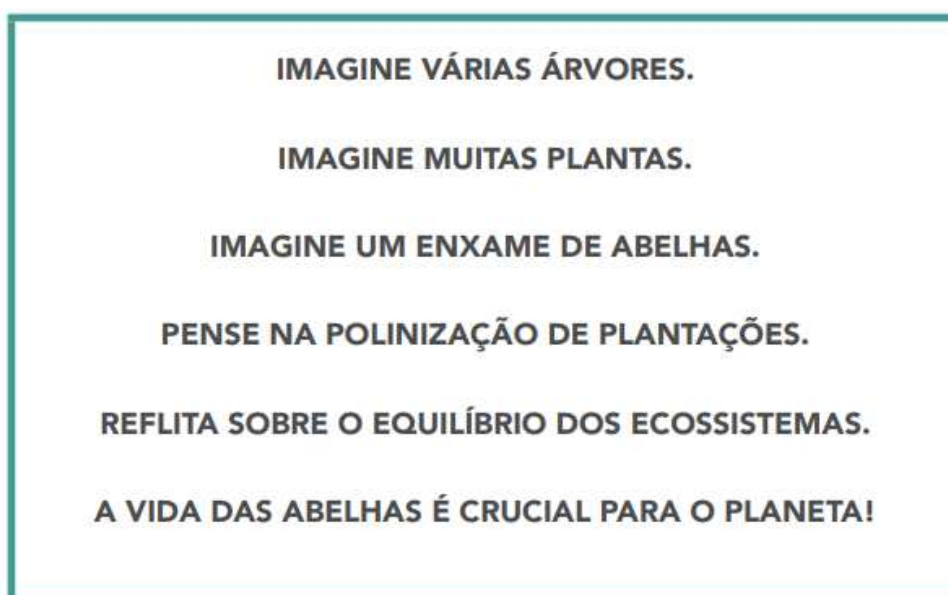 IMAGINE VÁRIAS ÁRVORES.
IMAGINE MUITAS PLANTAS.
IMAGINE UM ENXAME DE ABELHAS.
PENSE NA POLINIZAÇÃO DE PLANTAÇÕES.
REFLITA SOBRE O EQUILÍBRIO DOS ECOSSISTEMAS.
A VIDA DAS ABELHAS É CRUCIAL PARA O PLANETA!